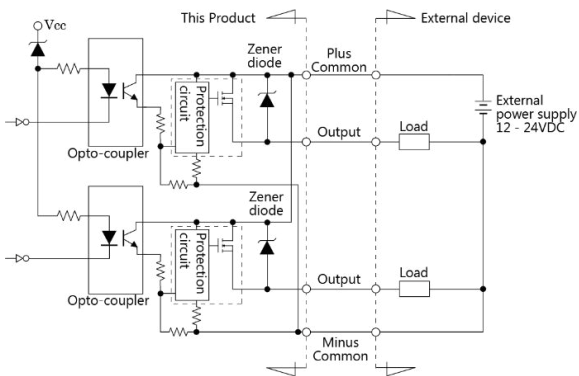 This Product
External device
Vcc
Zener
diode
Plus
Common
Protection
circuit
External
power supply
12 - 24VDC
Output
Load
Opto-coupler
Zener
diode
Protection
circuit
Output
Load
Opto-coupler
Minus
Common